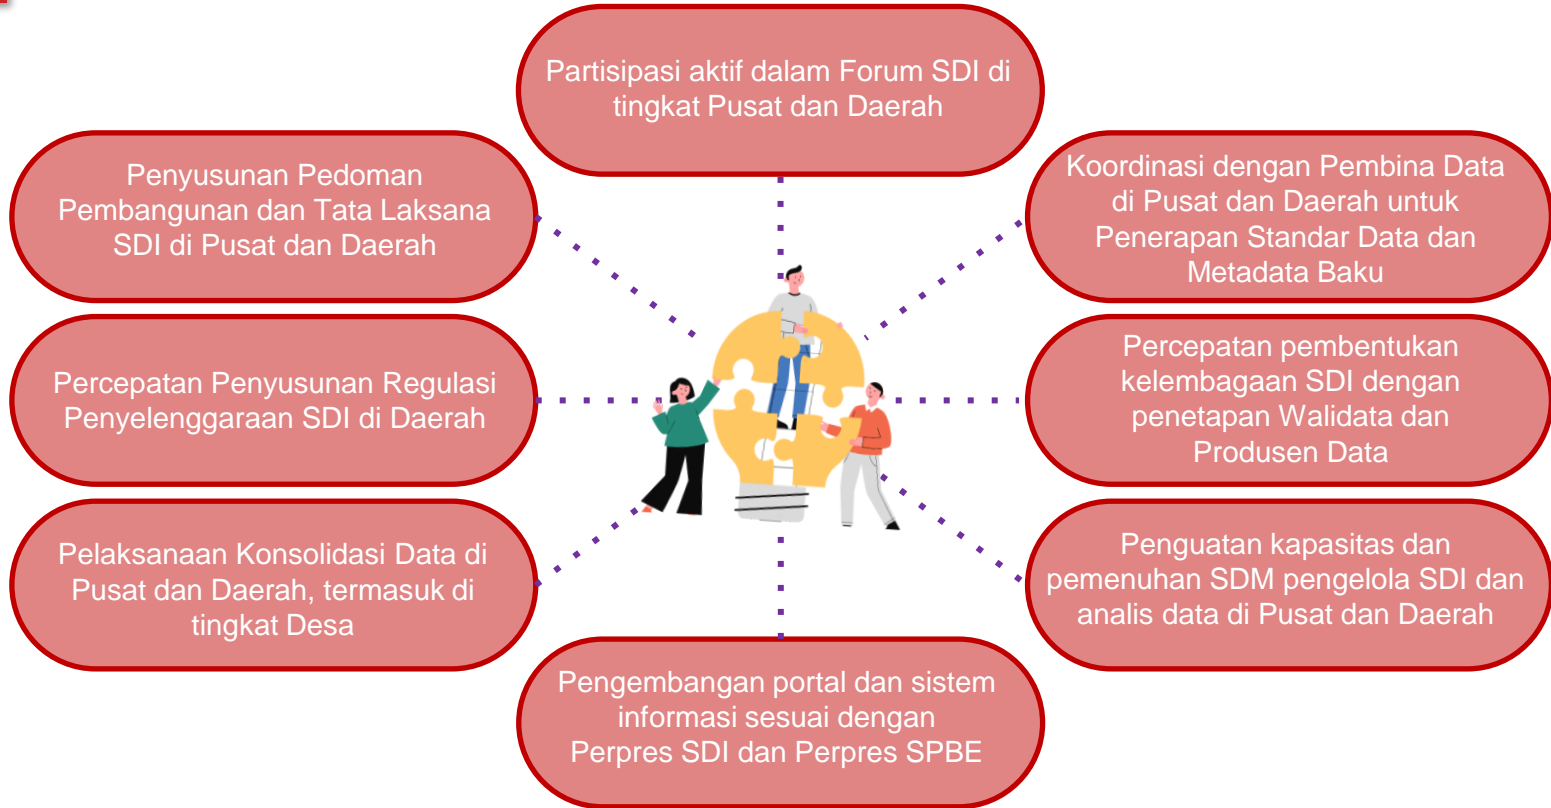 Partisipasi aktif dalam Forum SDI di
tingkat Pusat dan Daerah
Penyusunan Pedoman
Pembangunan dan Tata Laksana
SDI di Pusat dan Daerah
Koordinasi dengan Pembina Data
di Pusat dan Daerah untuk
Penerapan Standar Data dan
Metadata Baku
Percepatan Penyusunan Regulasi
Penyelenggaraan SDI di Daerah
Percepatan pembentukan
kelembagaan SDI dengan
penetapan Walidata dan
Produsen Data
Pelaksanaan Konsolidasi Data di
Pusat dan Daerah, termasuk di
tingkat Desa
Penguatan kapasitas dan
pemenuhan SDM pengelola SDI dan
analis data di Pusat dan Daerah
Pengembangan portal dan sistem
informasi sesuai dengan
Perpres SDI dan Perpres SPBE